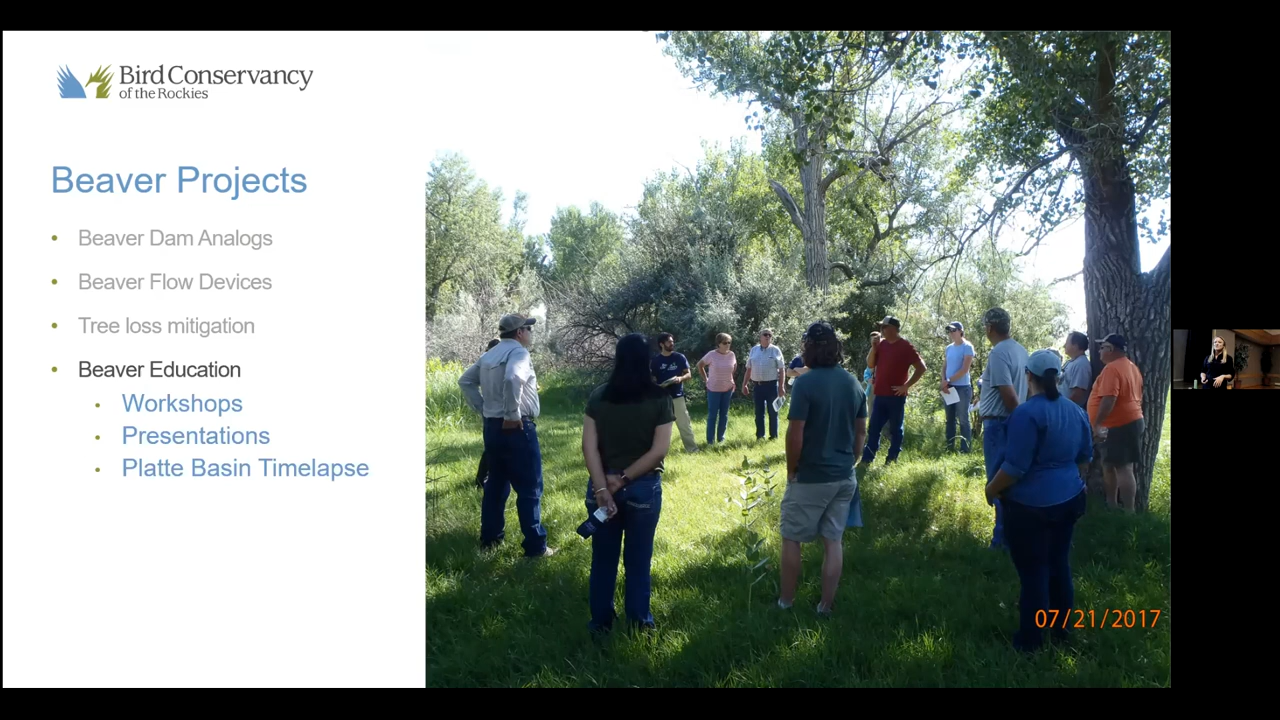 Bird Conservancy
of the Rockies
Beaver Projects
• Beaver Dam Analogs
• Beaver Flow Devices
• Tree loss mitigation
• Beaver Education
• Workshops
• Presentations
• Platte Basin Timelapse
07/21/2017